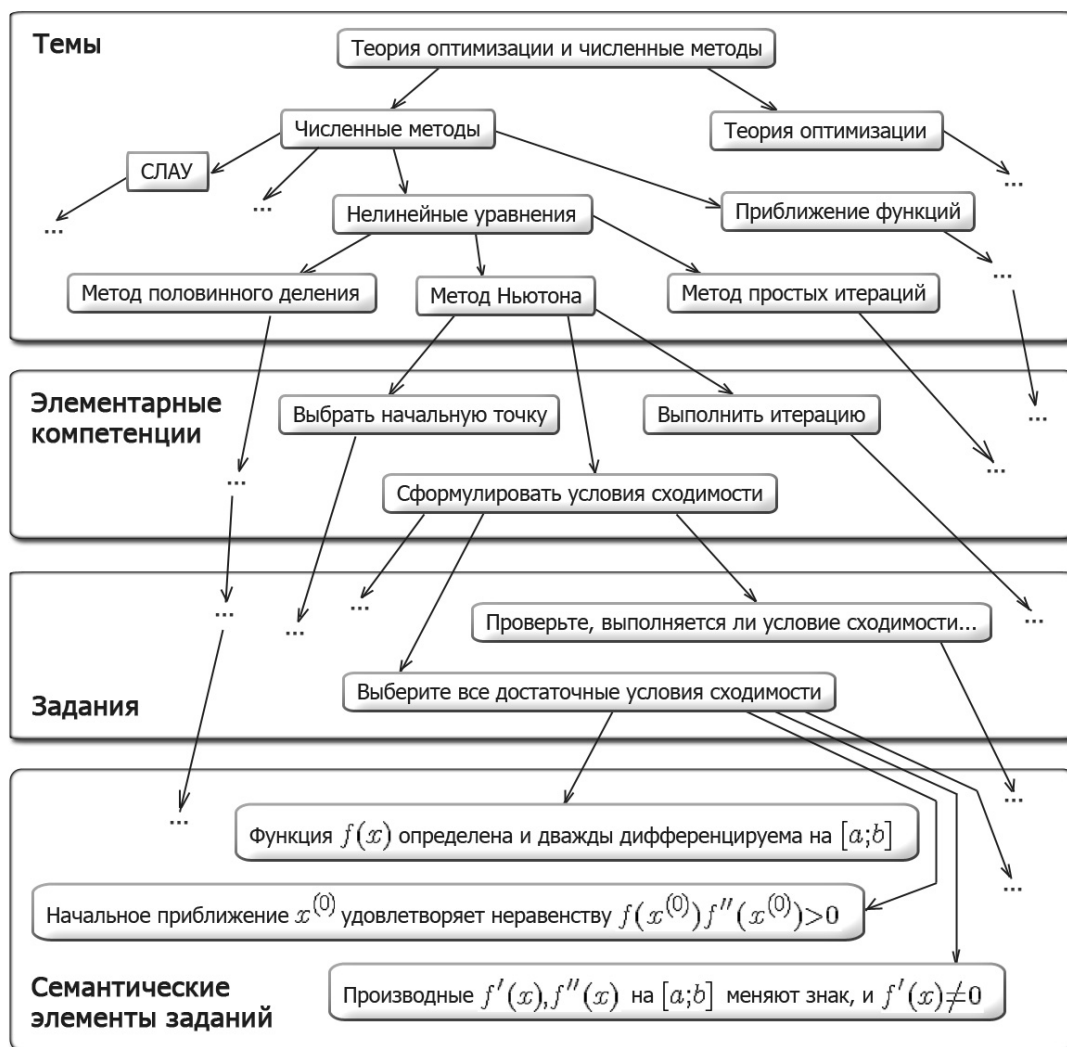 Темы
Теория оптимизации и численные методы
Численные методы
Теория оптимизации
СЛАУ
...
...
...
Нелинейные уравнения
Приближение функций
...
Метод половинного деления
Метод Ньютона
Метод простых итераций
Элементарные
компетенции
Выбрать начальную точку
Выполнить итерацию
...
...
...
Сформулировать условия сходимости
...
...
...
...
Проверьте, выполняется ли условие сходимости...
Задания
Выберите все достаточные условия сходимости
...
...
Функция f(x) определена и дважды дифференцируема на [a;b]
...
Начальное приближение x^(0) удовлетворяет неравенству f(x^(0))f''(x^(0))>0
Семантические
элементы заданий
Производные f'(x),f''(x) на [a;b] меняют знак, и f'(x)≠0